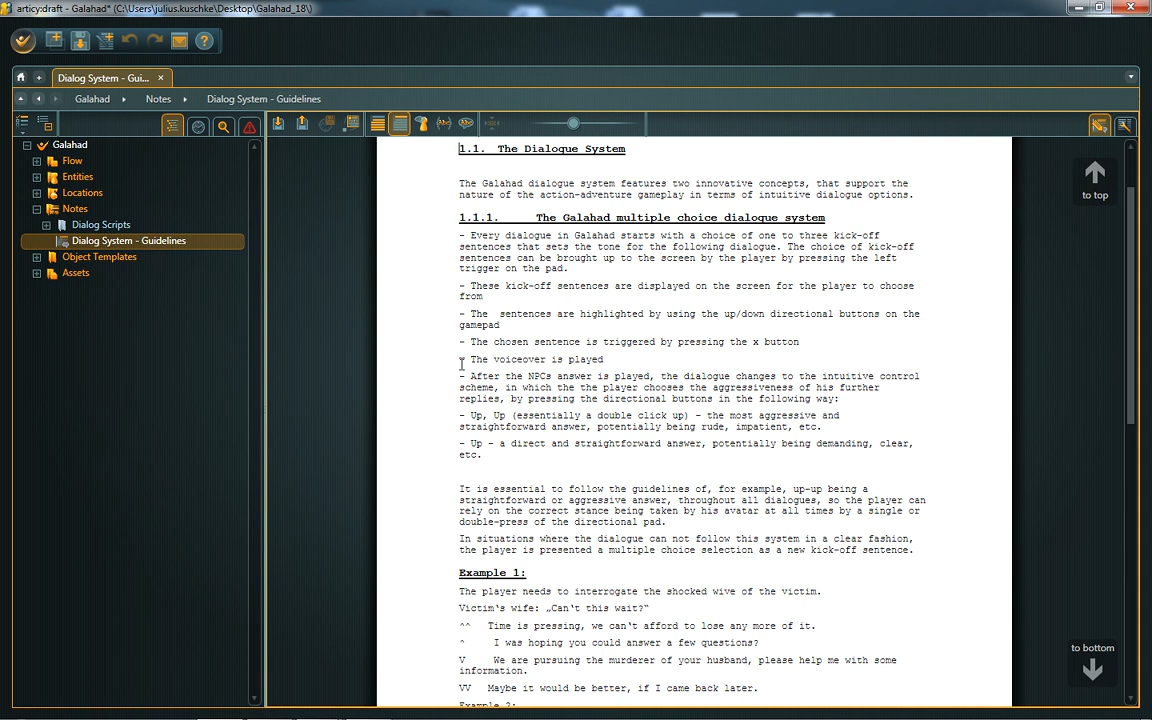 articy:draft - Galahad* (C:\Users\julius.kuschke\Desktop\Galahad_18\)
Dialog System - Gui...
Galahad
Notes
Dialog System - Guidelines
Galahad
Flow
Entities
Locations
Notes
Dialog Scripts
Dialog System - Guidelines
Object Templates
Assets
1.1. The Dialogue System
The Galahad dialogue system features two innovative concepts, that support the
nature of the action-adventure gameplay in terms of intuitive dialogue options.
1.1.1. The Galahad multiple choice dialogue system
- Every dialogue in Galahad starts with a choice of one to three kick-off
sentences that sets the tone for the following dialogue. The choice of kick-off
sentences can be brought up to the screen by the player by pressing the left
trigger on the pad.
- These kick-off sentences are displayed on the screen for the player to choose
from
- The sentences are highlighted by using the up/down directional buttons on the
gamepad
- The chosen sentence is triggered by pressing the x button
- The voiceover is played
- After the NPCs answer is played, the dialogue changes to the intuitive control
scheme, in which the the player chooses the aggressiveness of his further
replies, by pressing the directional buttons in the following way:
- Up, Up (essentially a double click up) - the most aggressive and
straightforward answer, potentially being rude, impatient, etc.
- Up - a direct and straightforward answer, potentially being demanding, clear,
etc.
It is essential to follow the guidelines of, for example, up-up being a
straightforward or aggressive answer, throughout all dialogues, so the player can
rely on the correct stance being taken by his avatar at all times by a single or
double-press of the directional pad.
In situations where the dialogue can not follow this system in a clear fashion,
the player is presented a multiple choice selection as a new kick-off sentence.
Example 1:
The player needs to interrogate the shocked wive of the victim.
Victim's wife: „Can't this wait?"
^^ Time is pressing, we can't afford to lose any more of it.
^ I was hoping you could answer a few questions?
V We are pursuing the murderer of your husband, please help me with some
information.
VV Maybe it would be better, if I came back later.
Example 2:
to top
to bottom